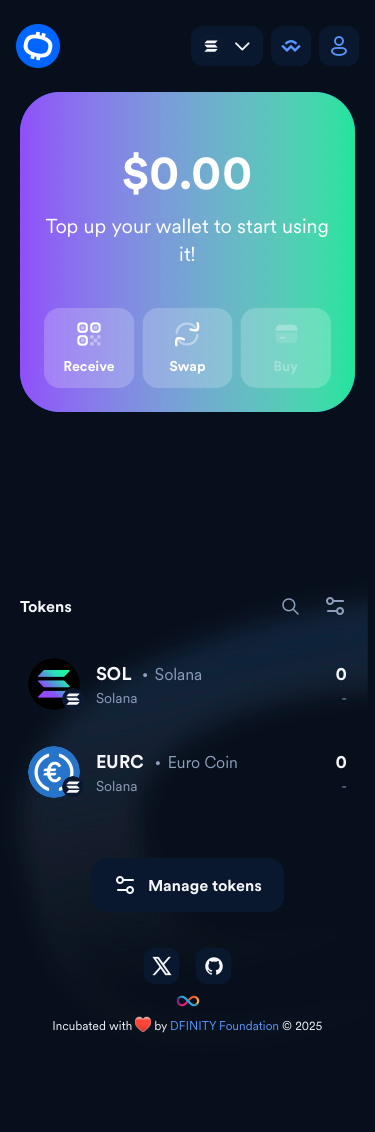 $0.00
Top up your wallet to start using
it!
Receive
Swap
Buy
Tokens
SOL • Solana
0
Solana
-
EURC • Euro Coin
0
Solana
-
Manage tokens
Incubated with ❤️ by DFINITY Foundation © 2025